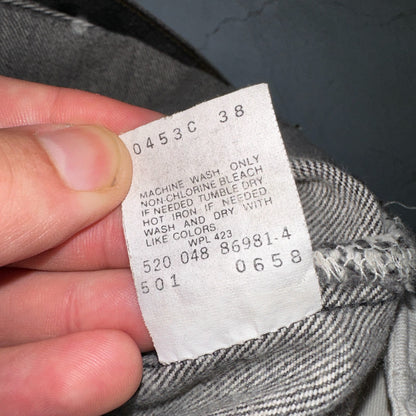 0453C 38
MACHINE WASH ONLY
NON-CHLORINE BLEACH
IF NEEDED TUMBLE DRY
HOT IRON IF NEEDED
WASH AND DRY WITH
LIKE COLORS
WPL 423
520 048 86981-4
501 0658